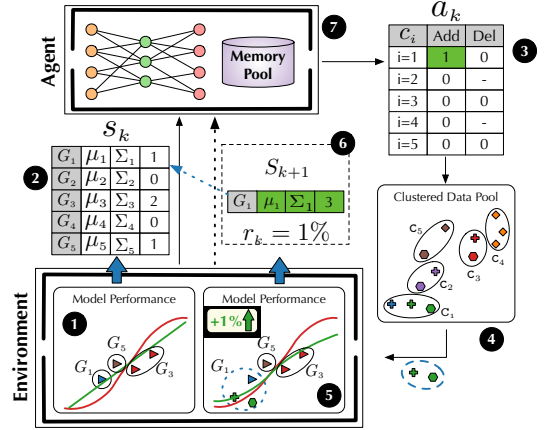 Agent
Memory
Pool
7
a_k
c_i Add Del
i=1 1 0
i=2 0 -
i=3 0 0
i=4 0 -
i=5 0 0
3
s_k
2
G_1 μ_1 Σ_1 1
G_2 μ_2 Σ_2 0
G_3 μ_3 Σ_3 2
G_4 μ_4 Σ_4 0
G_5 μ_5 Σ_5 1
6
S_{k+1}
G_1 μ_1 Σ_1 3
r_k = 1%
Clustered Data Pool
C_5
C_4
C_3
C_2
C_1
4
Environment
Model Performance
1
G_5
G_1
G_3
Model Performance
+1%
G_5
G_1
G_3
5